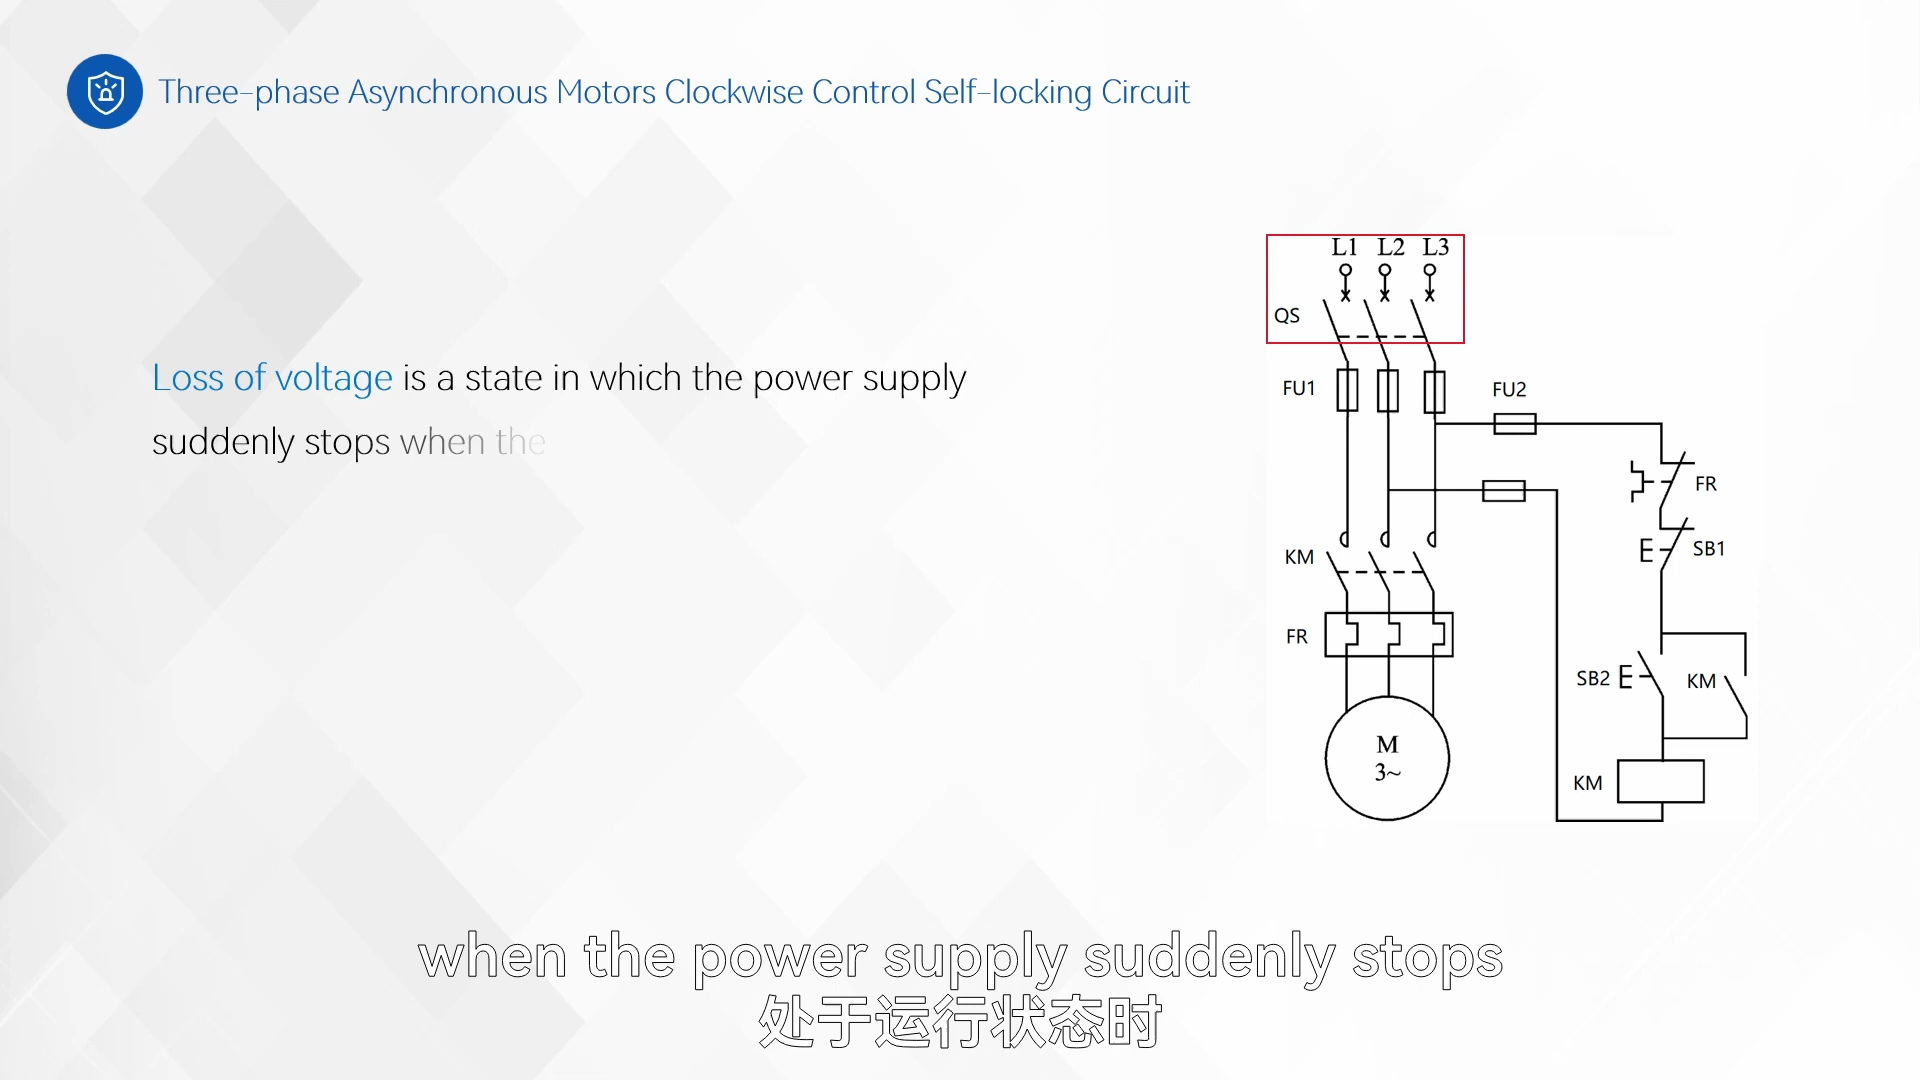 Three-phase Asynchronous Motors Clockwise Control Self-locking Circuit
Loss of voltage is a state in which the power supply
suddenly stops when the
L1 L2 L3
QS
FU1
FU2
FR
SB1
KM
FR
SB2
KM
M
3~
KM
when the power supply suddenly stops
处于运行状态时